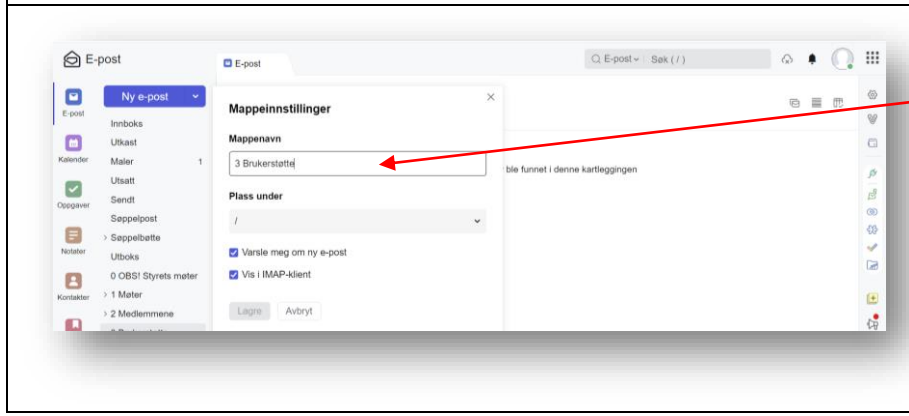 E-post
E-post
E-post
Søk ( / )
E-post
Kalender
Oppgaver
Notater
Kontakter
Ny e-post
Innboks
Utkast
Maler 1
Utsatt
Sendt
Søppelpost
Søppelbøtte
Utboks
0 OBS! Styrets møter
1 Møter
2 Medlemmene
Mappeinnstillinger
Mappenavn
3 Brukerstøtte
Plass under
/
Varsle meg om ny e-post
Vis i IMAP-klient
Lagre Avbryt
ble funnet i denne kartleggingen